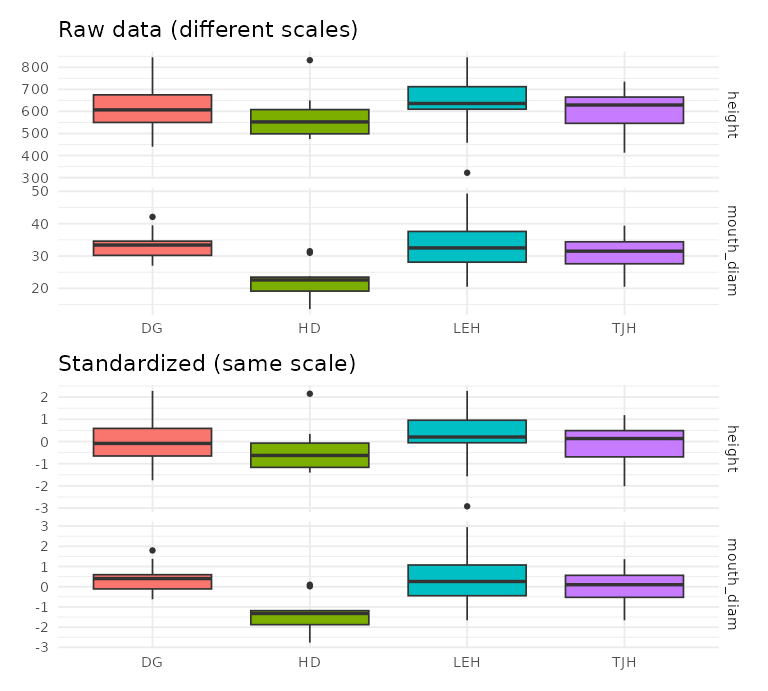 Raw data (different scales)
800
700
600
500
400
300
height
50
40
30
20
mouth_diam
DG HD LEH TJH
Standardized (same scale)
2
1
0
-1
-2
-3
height
3
2
1
0
-1
-2
-3
mouth_diam
DG HD LEH TJH